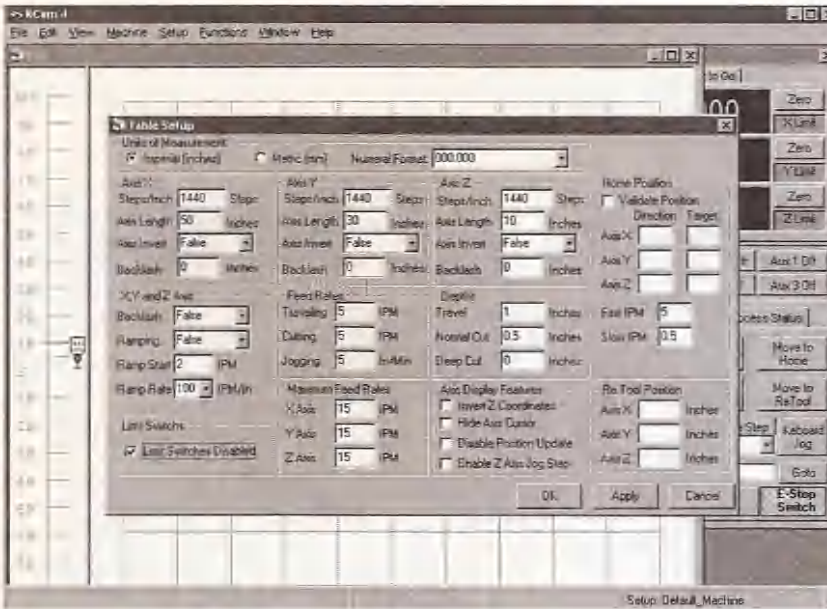 KCam 4
File Edit View Machine Setup Functions Window Help
to Go
Zero
X Limit
Zero
Y Limit
Zero
Z Limit
Aux 1 Off
Aux 3 Off
ocess Status
Move to
Home
Move to
ReTool
Step
Keboard
Jog
Goto
E-Stop
Switch
Table Setup
Units of Measurement
Imperial (inches) Metric (mm) Numeral Format: 000.000
Axis X
Steps/Inch 1440 Steps
Axis Length 50 Inches
Axis Invert False
Backlash 0 Inches
Axis Y
Steps/Inch 1440 Steps
Axis Length 30 Inches
Axis Invert False
Backlash 0 Inches
Axis Z
Steps/Inch 1440 Steps
Axis Length 10 Inches
Axis Invert False
Backlash 0 Inches
Home Position
Validate Position
Direction Target
Axis X
Axis Y
Axis Z
Fast IPM 5
Slow IPM 0.5
X,Y and Z Axis
Backlash False
Ramping False
Ramp Start 2 IPM
Ramp Rate 100 IPM/in
Feed Rates
Traveling 5 IPM
Cutting 5 IPM
Jogging 5 In/Min
Depths
Travel 1 Inches
Normal Cut 0.5 Inches
Deep Cut 0 Inches
Limit Switchs
Limit Switches Disabled
Maximum Feed Rates
X Axis 15 IPM
Y Axis 15 IPM
Z Axis 15 IPM
Axis Display Features
Invert Z Coordinates
Hide Axis Cursor
Disable Position Update
Enable Z Axis Jog Step
Re Tool Position
Axis X Inches
Axis Y Inches
Axis Z Inches
OK Apply Cancel
Setup: Default_Machine